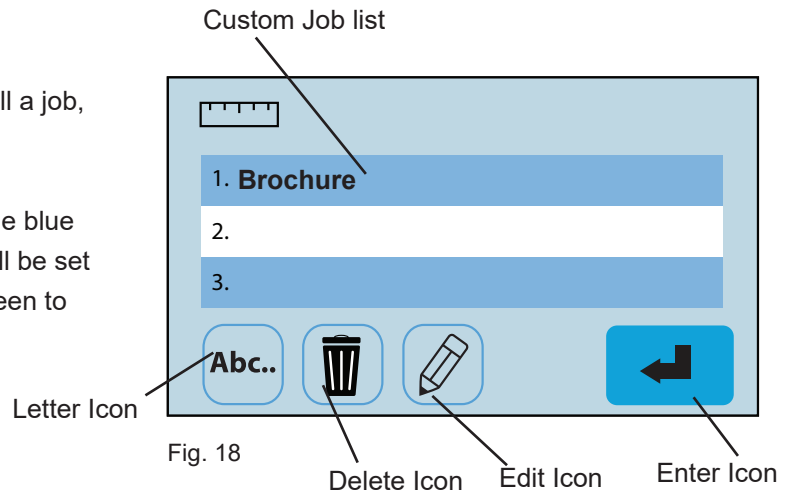 Custom Job list
ll a job,
1. Brochure
e blue
2.
ll be set
3.
een to
Abc..
Letter Icon
Fig. 18
Delete Icon
Edit Icon
Enter Icon